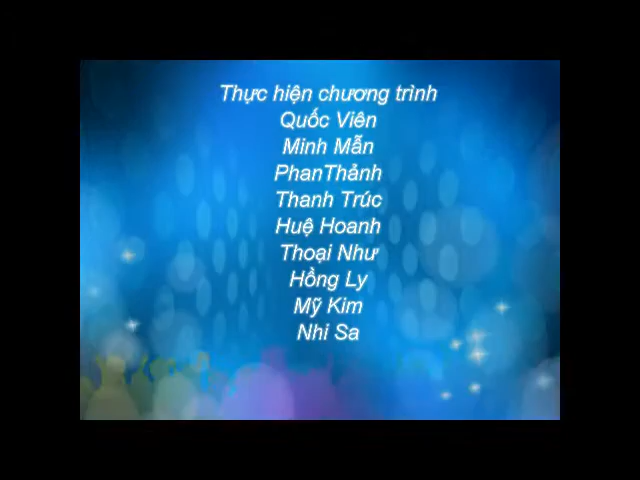 Thực hiện chương trình
Quốc Viên
Minh Mẫn
PhanThảnh
Thanh Trúc
Huệ Hoanh
Thoại Như
Hồng Ly
Mỹ Kim
Nhi Sa